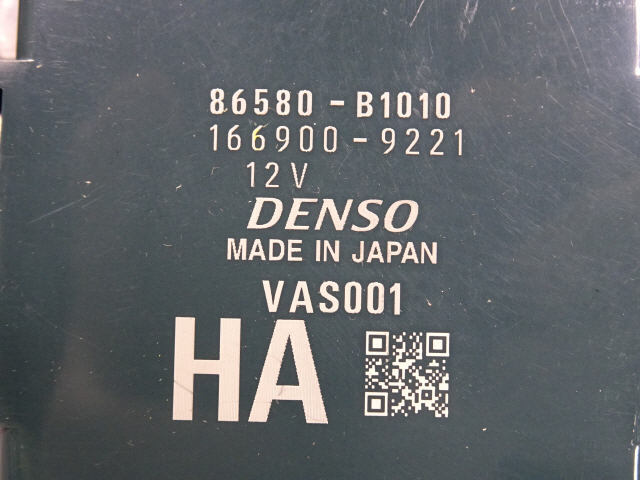 86580-B1010
166900-9221
12V
DENSO
MADE IN JAPAN
VAS001
HA